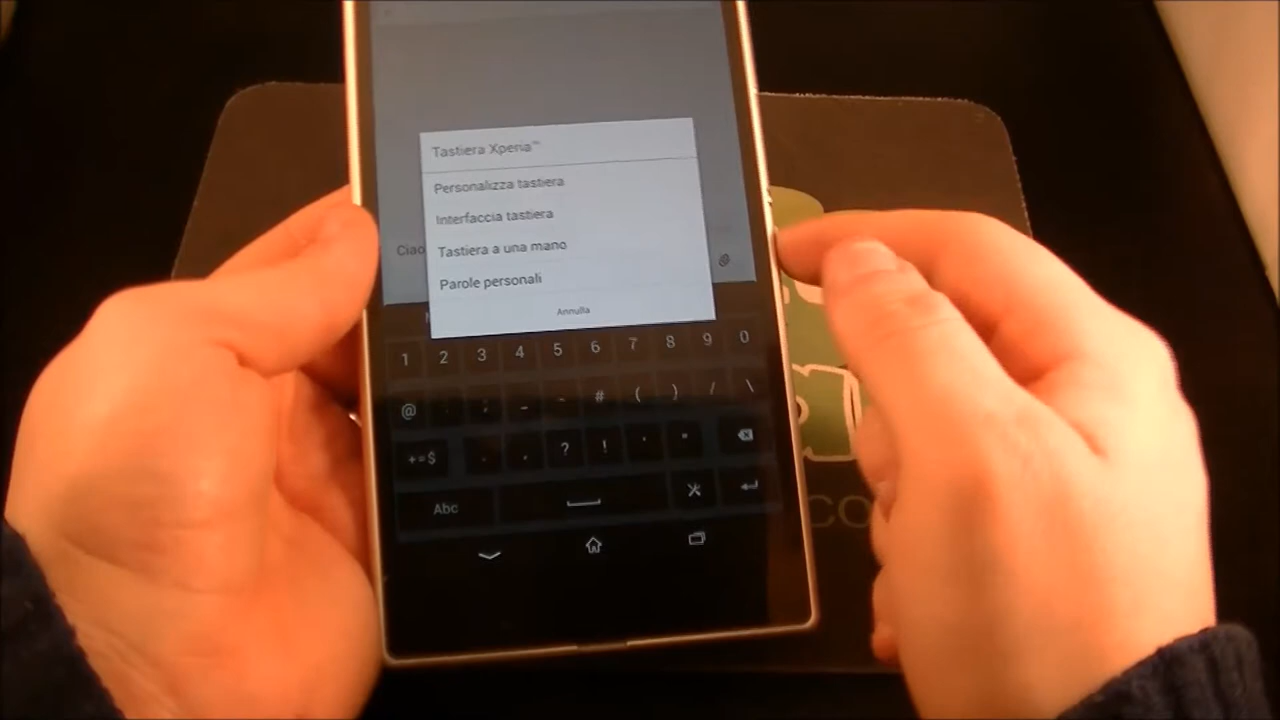 Tastiera Xperia™
Personalizza tastiera
Interfaccia tastiera
Ciao
Tastiera a una mano
Parole personali
Annulla
1 2 3 4 5 6 7 8 9 0
@ # ( ) / \
+=$ ? ! ' "
Abc
CO